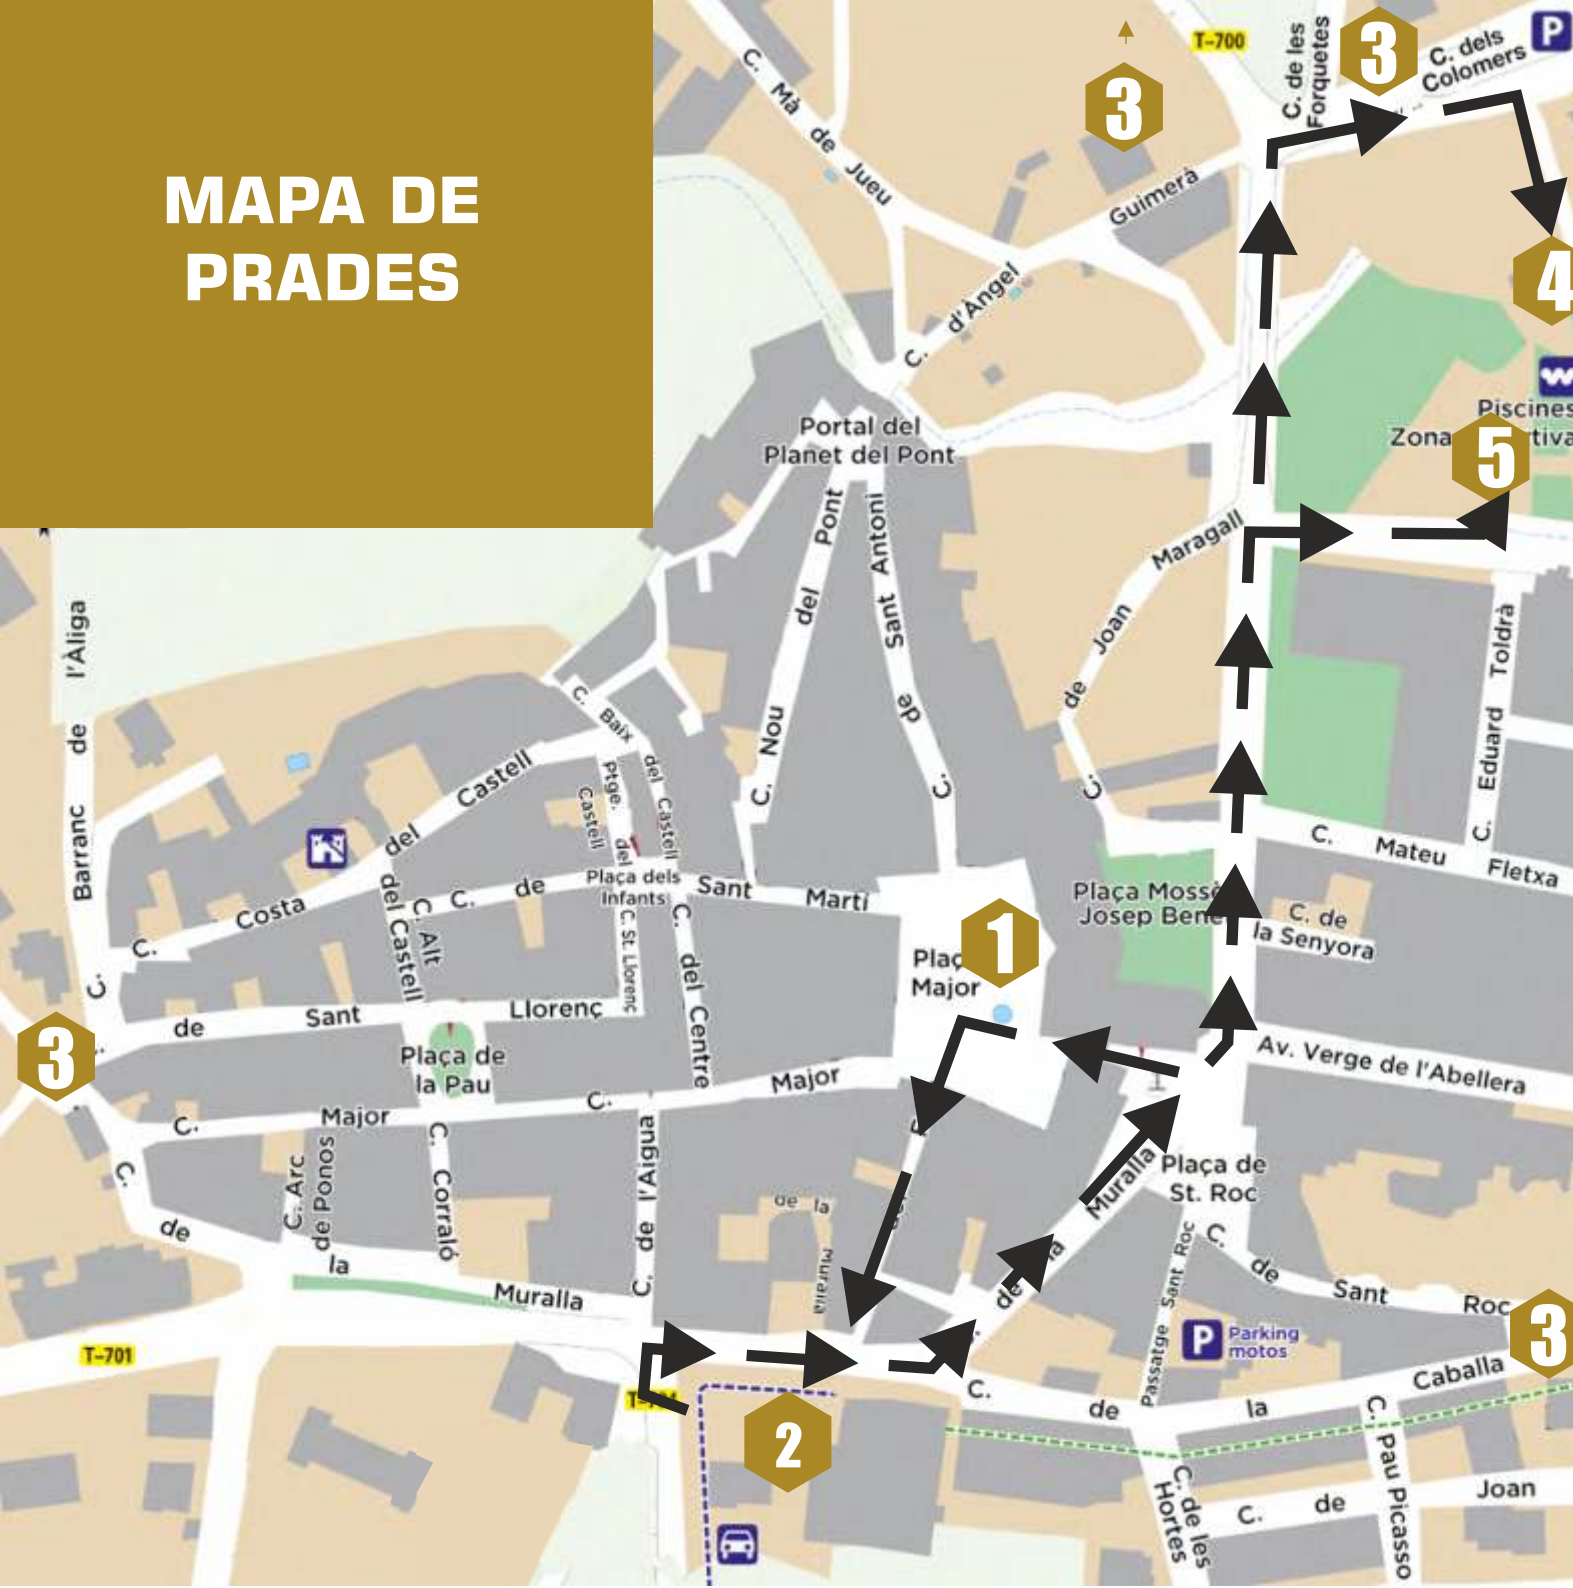 MAPA DE
PRADES
3
T-700
C. de les
Forquetes
3
C. dels
Colomers
P
C. Mà de Jueu
Guimerà
C. d'Àngel
4
Piscines
Zona
5
Portal del
Planet del Pont
C. Nou del Pont
C. de Sant Antoni
C. de Joan Maragall
C. Eduard Toldrà
C. Barranc de l'Àliga
C. Baix del Castell
Ptge. del Castell
C. Costa del Castell
C. Alt del Castell
C. de Sant Martí
Plaça dels
Infants
C. St. Llorenç
C. del Centre
C. Mateu Fletxa
C. de
la Senyora
Plaça Mossè
Josep Bene
1
Plaç
Major
de Sant Llorenç
3
Plaça de
la Pau
C. Major
C. Major
Av. Verge de l'Abellera
C. Arc
de Ponos
C. Corraló
C. de l'Aigua
de la Muralla
Plaça de
St. Roc
C. de la Muralla
de la Muralla
Passatge Sant Roc
C. de Sant Roc
P
Parking
motos
3
T-701
2
C. de la Caballa
C. Pau Picasso
C. de les
Hortes
C. de Joan